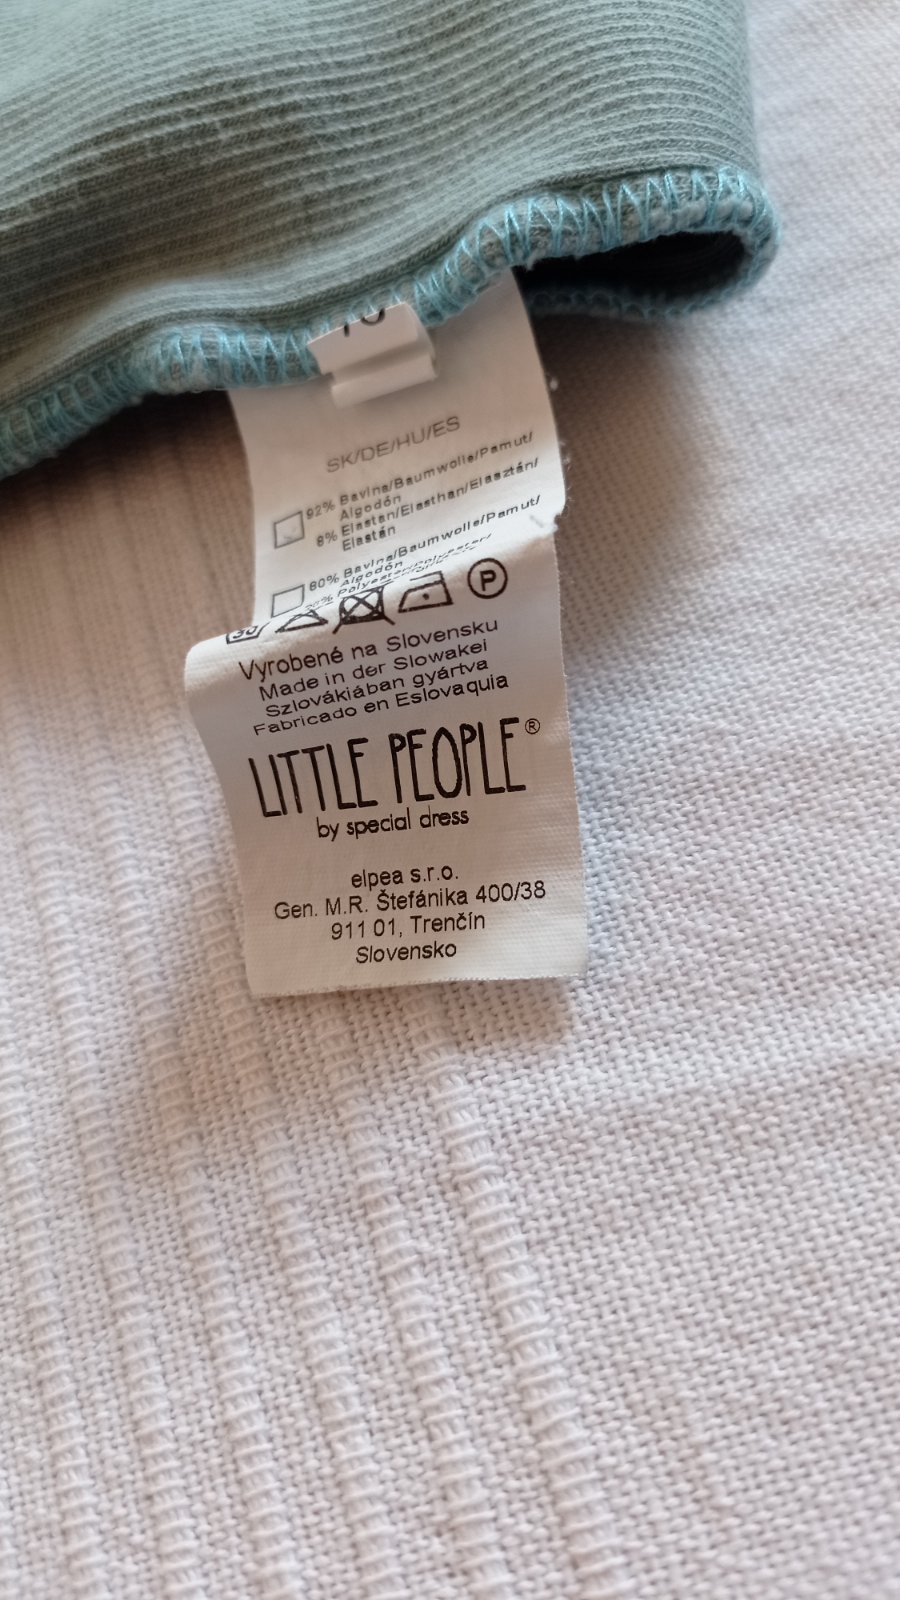 SK/DE/HU/ES
92% Bavlna/Baumwolle/Pamut/
Algodón
8% Elastan/Elasthan/Elasztán/
Elastán
80% Bavlna/Baumwolle/Pamut/
Algodón
30
P
Vyrobené na Slovensku
Made in der Slowakei
Szlovákiában gyártva
Fabricado en Eslovaquia
LITTLE PEOPLE®
by special dress
elpea s.r.o.
Gen. M.R. Štefánika 400/38
911 01, Trenčín
Slovensko